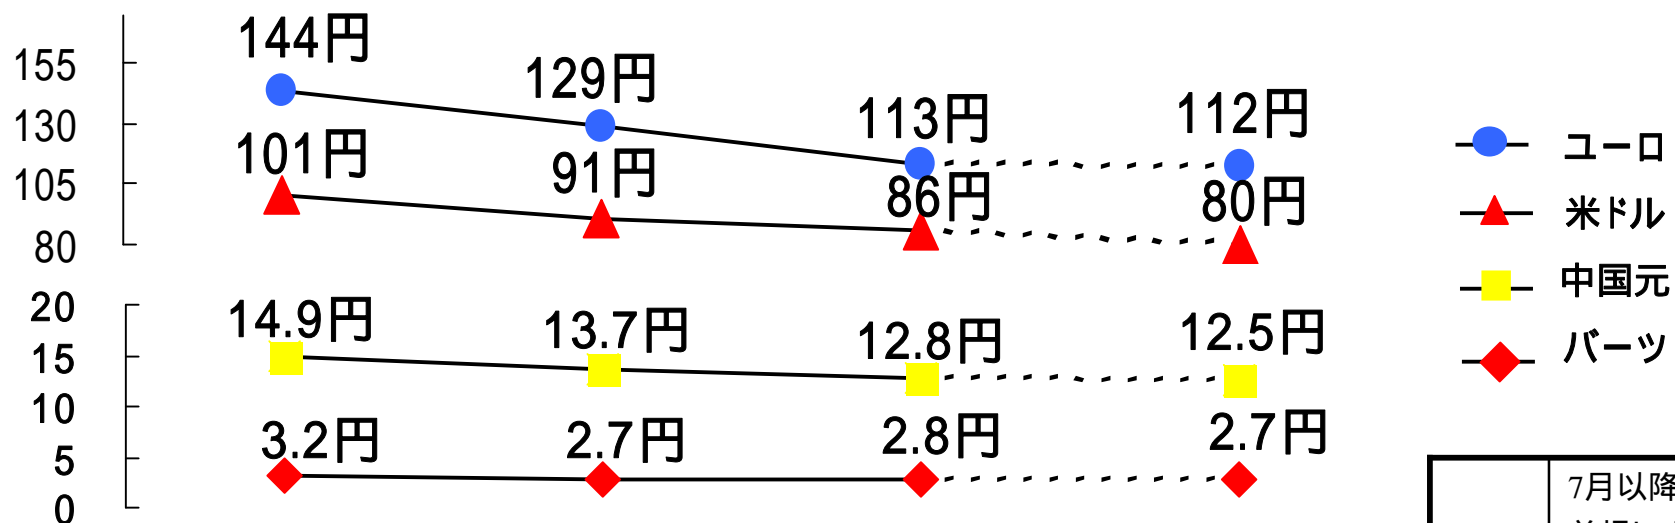 155
130
105
80
144円
129円
113円
112円
101円
91円
86円
80円
20
15
10
5
0
14.9円
13.7円
12.8円
12.5円
3.2円
2.7円
2.8円
2.7円
ユーロ
米ドル
中国元
バーツ
7月以降